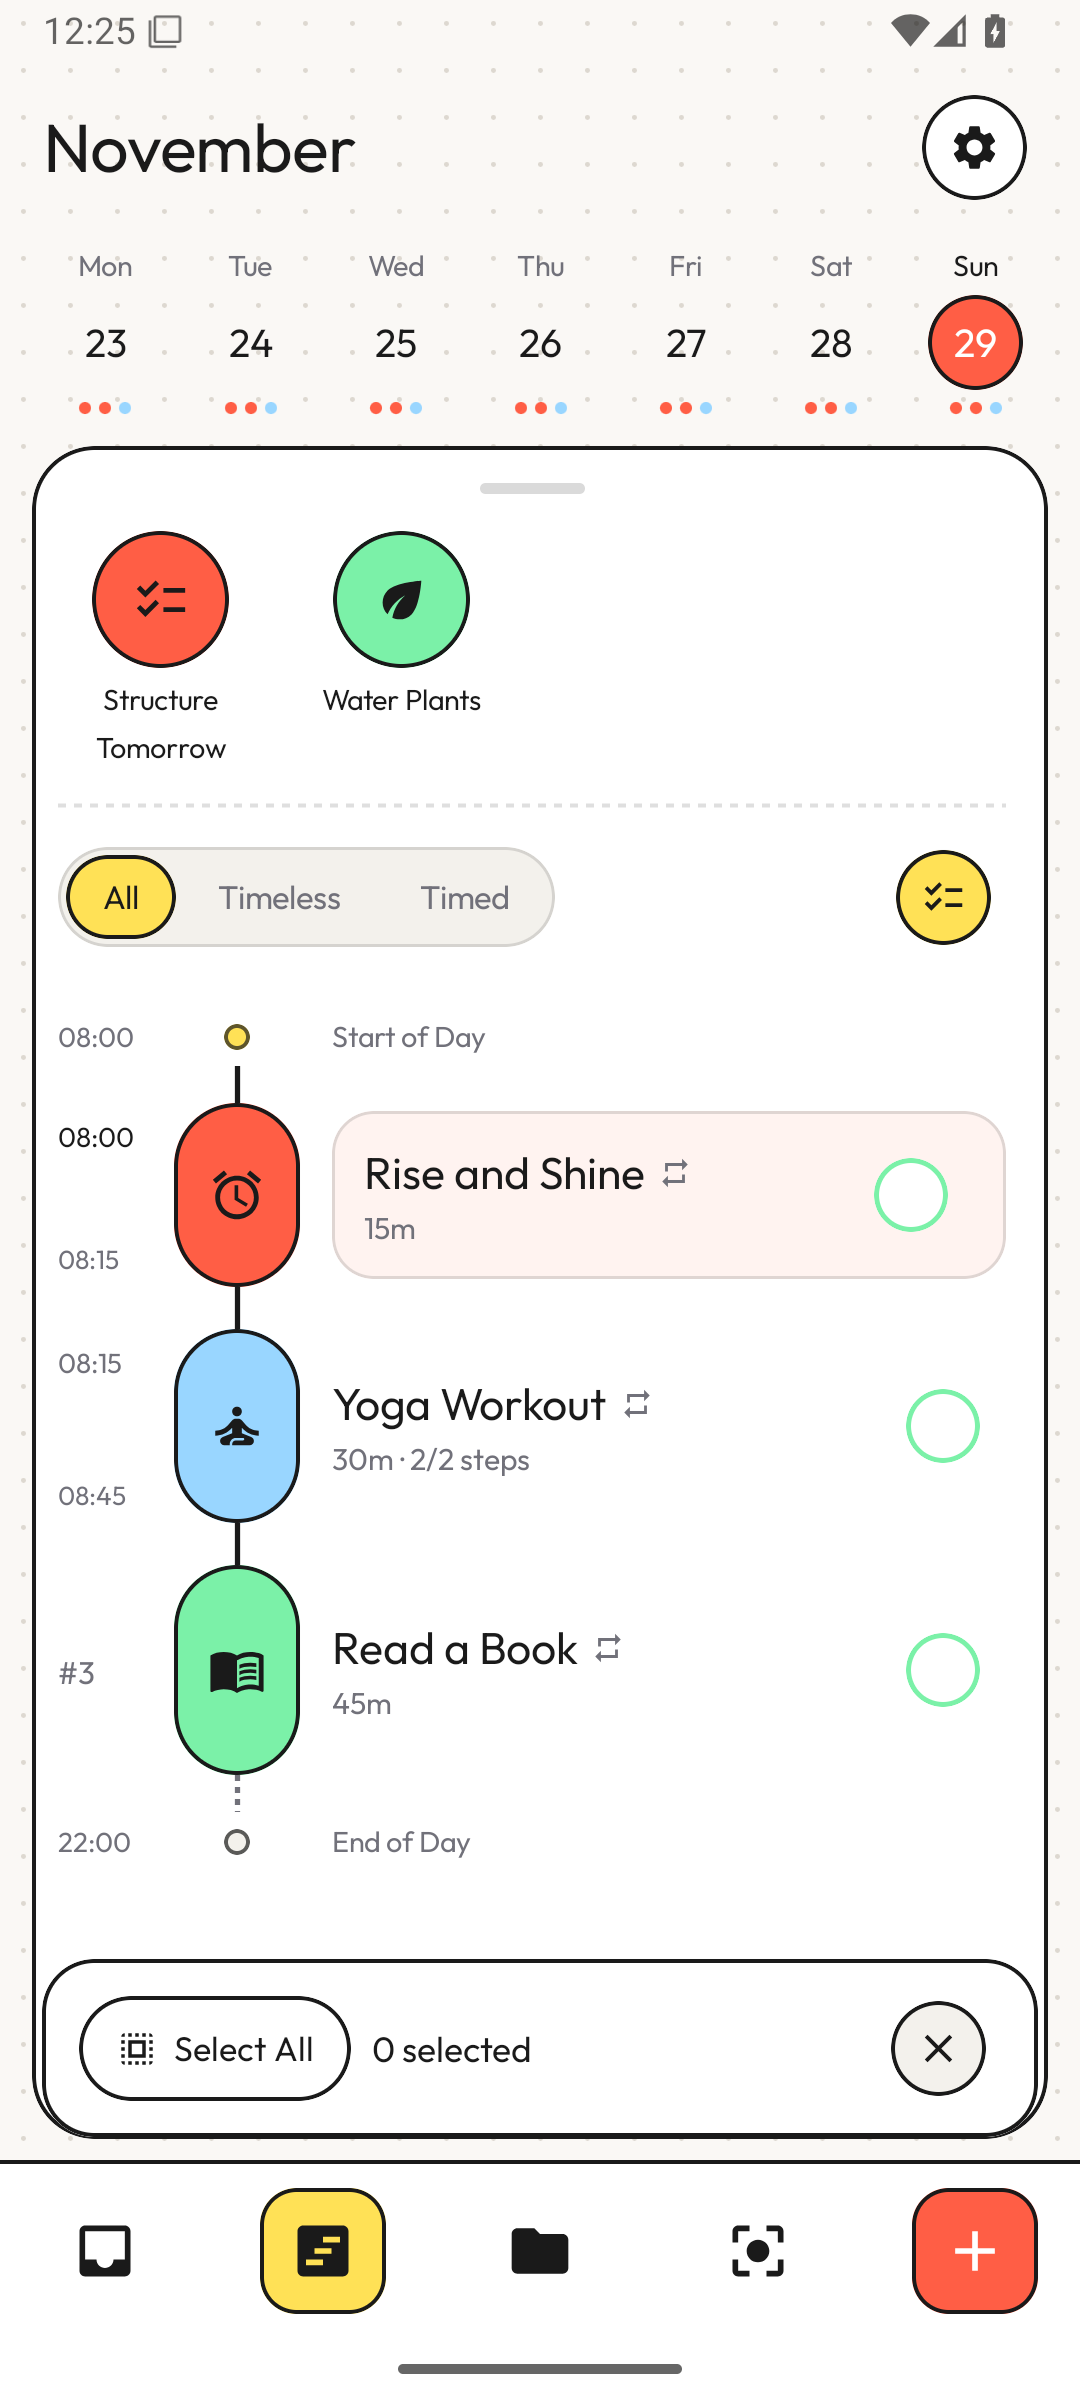 12:25
November
Mon Tue Wed Thu Fri Sat Sun
23 24 25 26 27 28 29
Structure
Tomorrow
Water Plants
All Timeless Timed
08:00 Start of Day
08:00
Rise and Shine
15m
08:15
08:15
Yoga Workout
30m · 2/2 steps
08:45
Read a Book
#3
45m
22:00 End of Day
Select All 0 selected